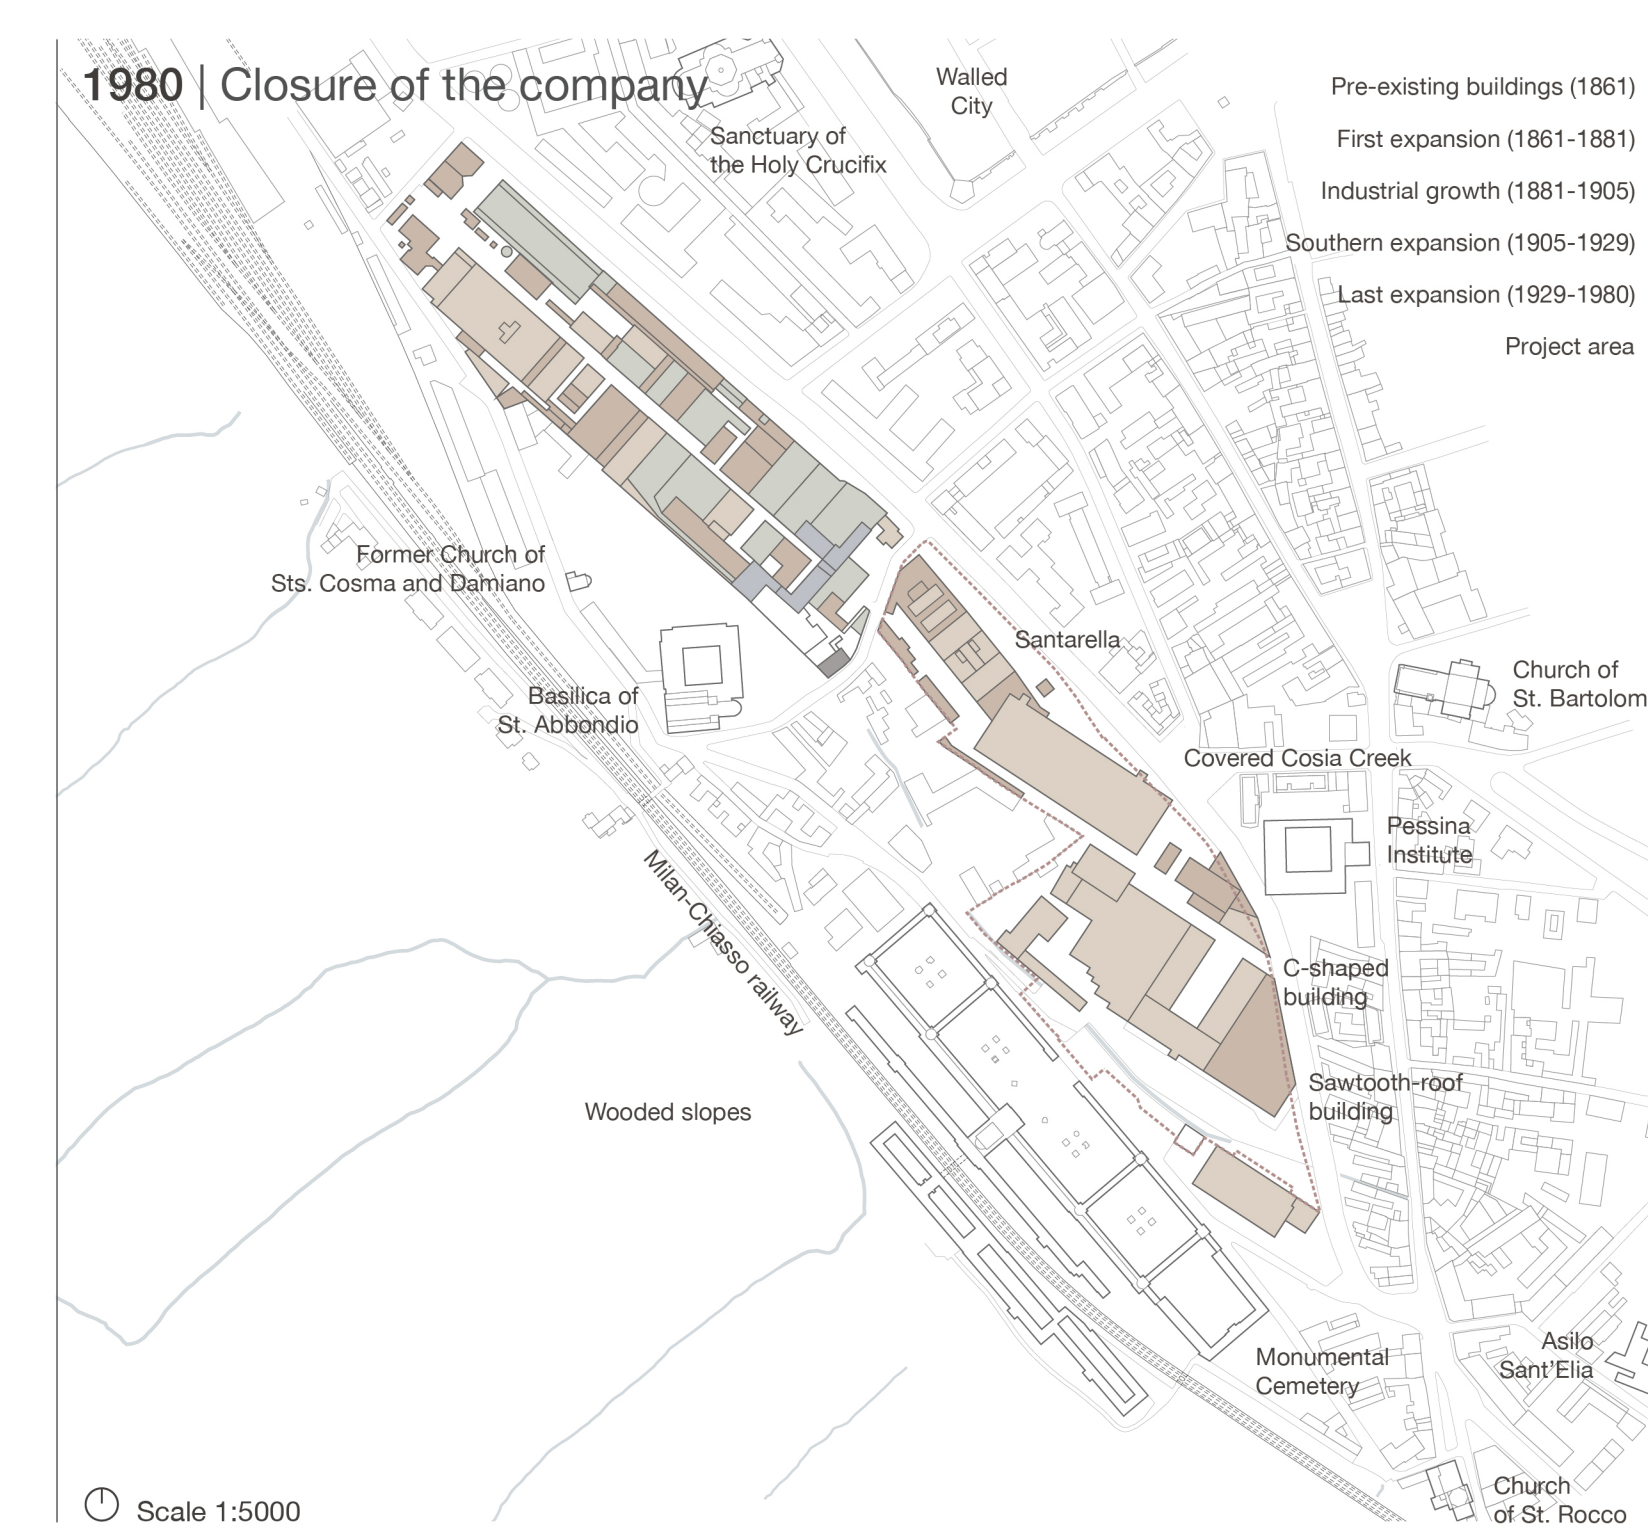 1980 | Closure of the company
Walled
City
Sanctuary of
the Holy Crucifix
Pre-existing buildings (1861)
First expansion (1861-1881)
Industrial growth (1881-1905)
Southern expansion (1905-1929)
Last expansion (1929-1980)
Project area
Former Church of
Sts. Cosma and Damiano
Santarella
Basilica of
St. Abbondio
Church of
St. Bartolom
Covered Cosia Creek
Pessina
Institute
Milan-Chiasso railway
C-shaped
building
Sawtooth-roof
building
Wooded slopes
Monumental
Cemetery
Asilo
Sant'Elia
Church
of St. Rocco
Scale 1:5000